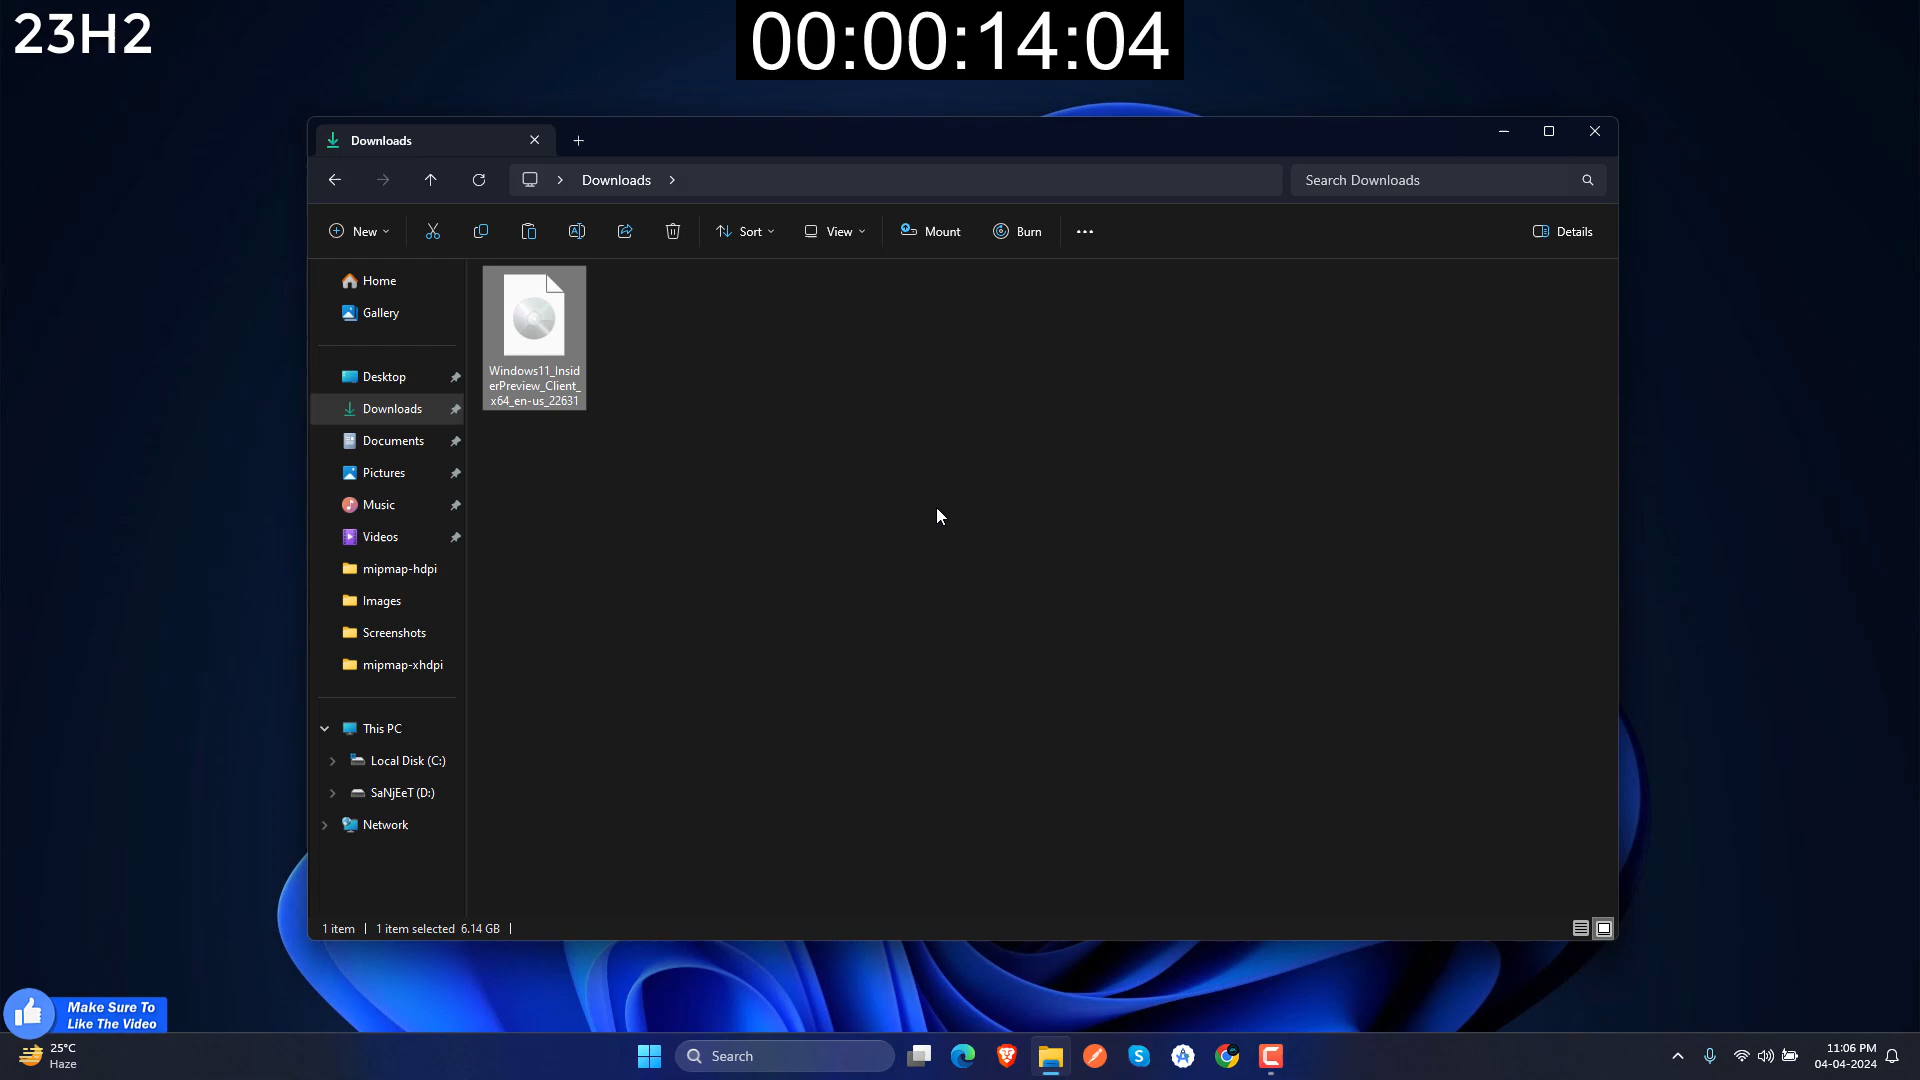 23H2
00:00:14:04
Downloads
Downloads
Search Downloads
New
Sort
View
Mount
Burn
Details
Home
Gallery
Desktop
Downloads
Documents
Pictures
Music
Videos
mipmap-hdpi
Images
Screenshots
mipmap-xhdpi
This PC
Local Disk (C:)
SaNjEeT (D:)
Network
Windows11_Insid
erPreview_Client_
x64_en-us_22631
1 item
1 item selected 6.14 GB
Make Sure To
Like The Video
25°C
Haze
Search
11:06 PM
04-04-2024